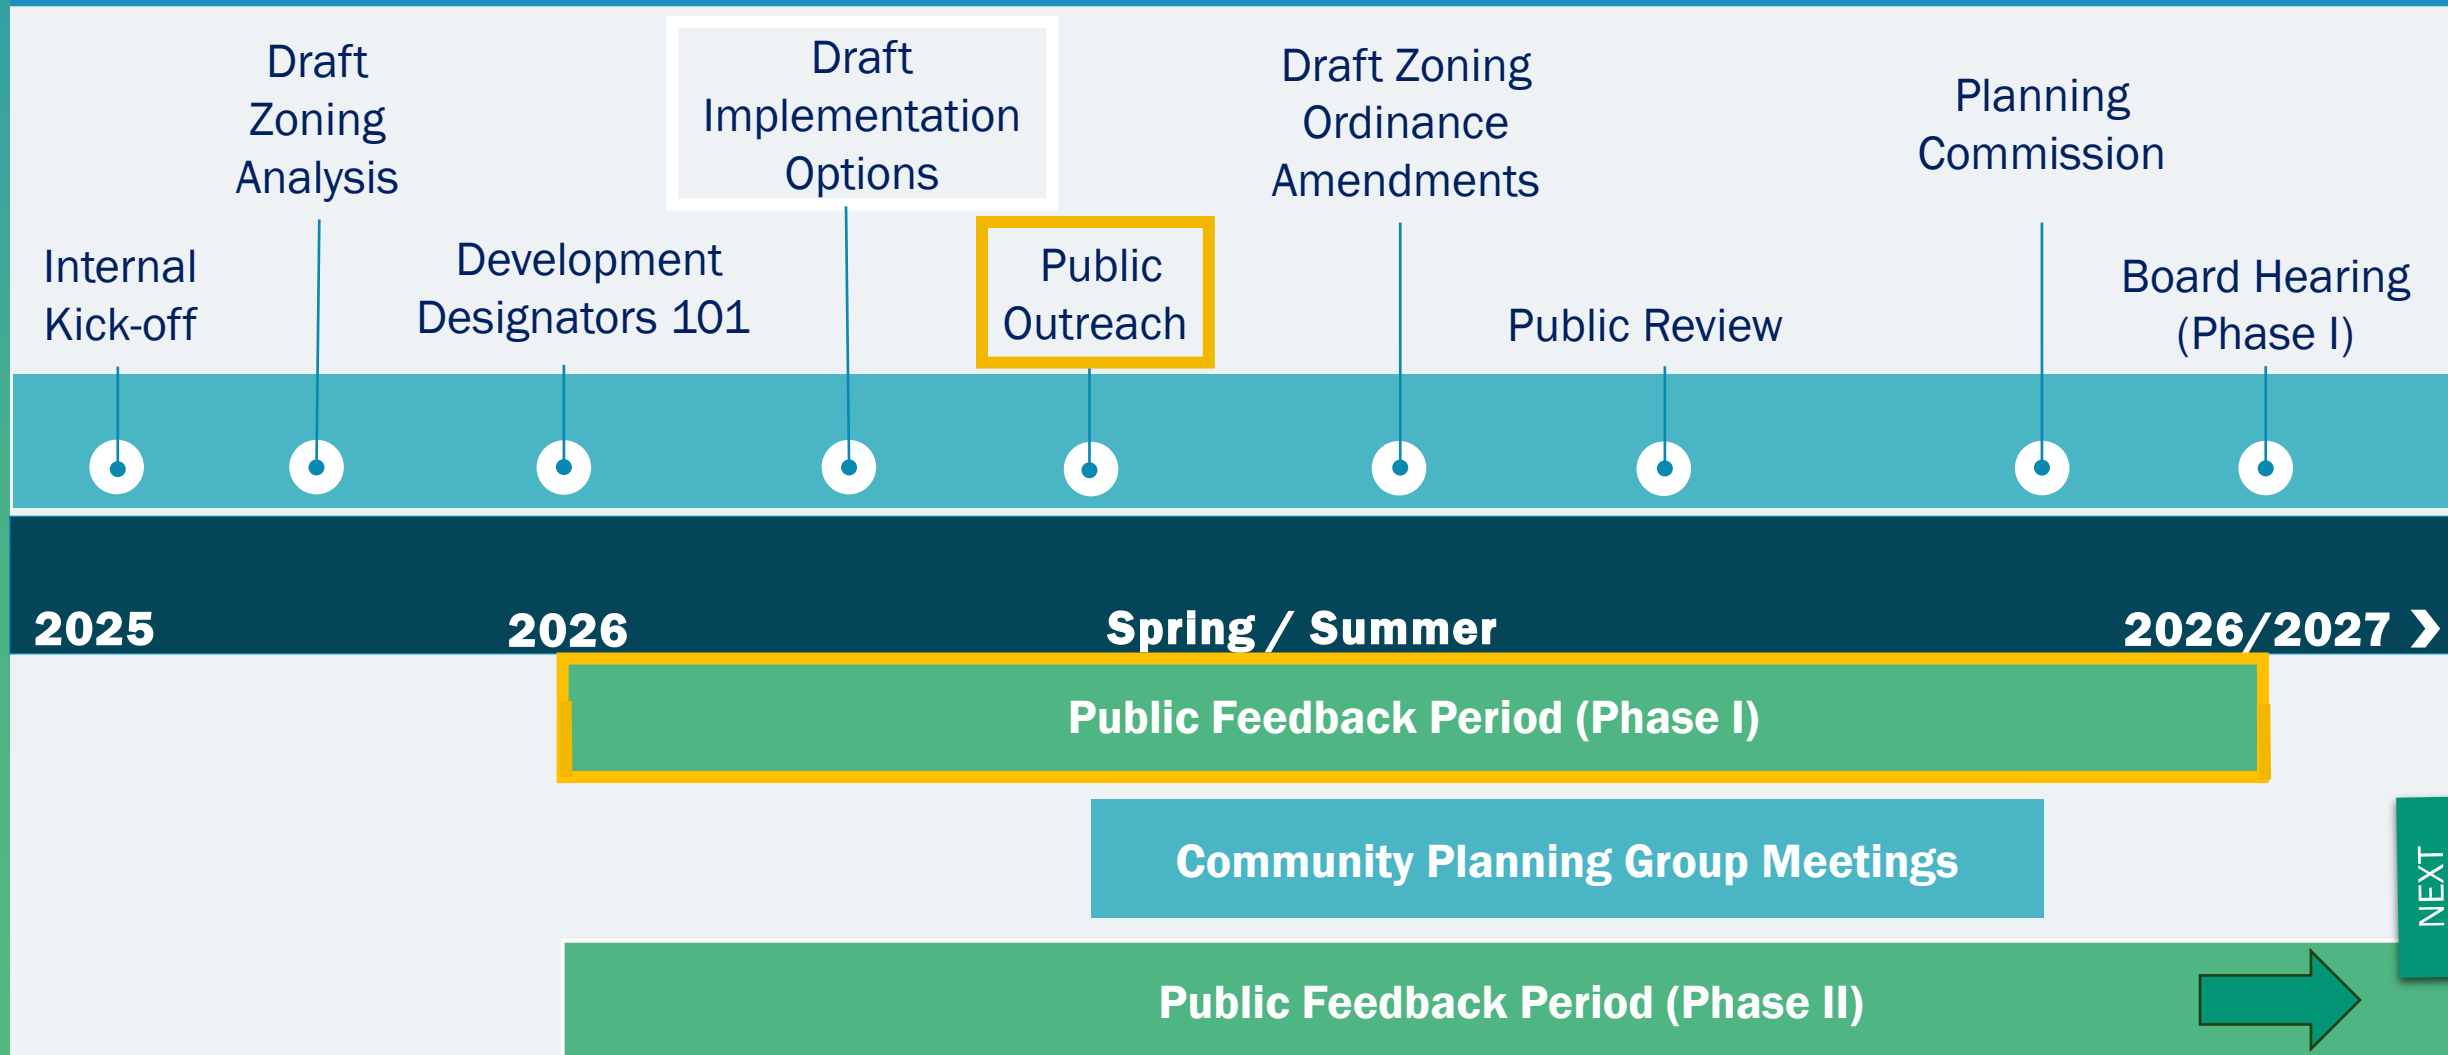 Draft
Zoning
Analysis
Draft
Implementation
Options
Draft Zoning
Ordinance
Amendments
Planning
Commission
Internal
Kick-off
Development
Designators 101
Public
Outreach
Public Review
Board Hearing
(Phase I)
2025
2026
Spring / Summer
2026/2027
Public Feedback Period (Phase I)
Community Planning Group Meetings
NEXT
Public Feedback Period (Phase II)